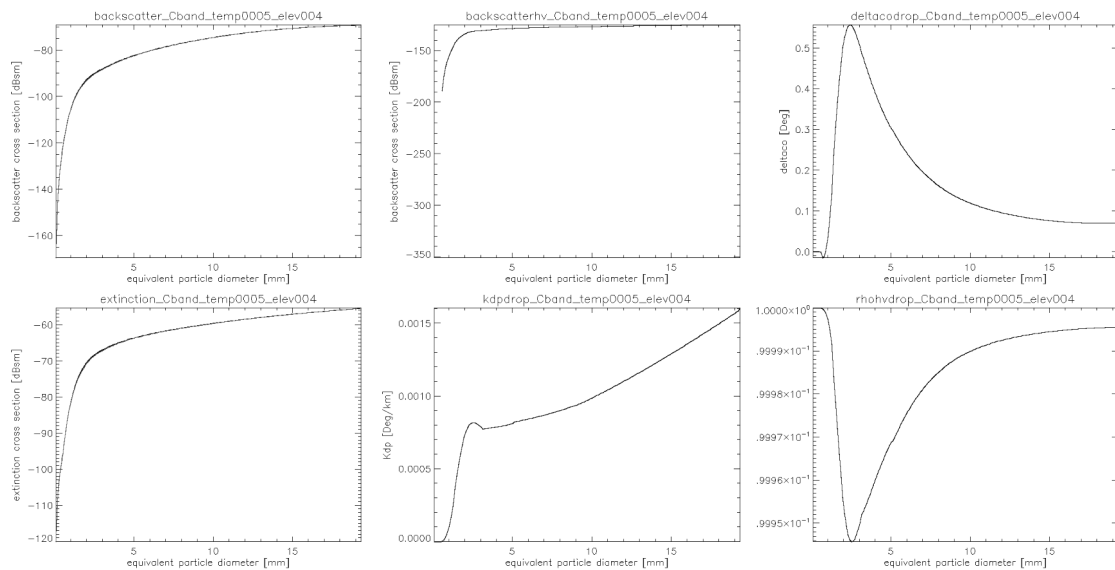 backscatter_Cband_temp0005_elev004
backscatter cross section [dBsm]
-80
-100
-120
-140
-160
5 10 15
equivalent particle diameter [mm]
backscatterhv_Cband_temp0005_elev004
backscatter cross section [dBsm]
-150
-200
-250
-300
-350
5 10 15
equivalent particle diameter [mm]
deltacodrop_Cband_temp0005_elev004
deltaco [Deg]
0.5
0.4
0.3
0.2
0.1
0.0
5 10 15
equivalent particle diameter [mm]
extinction_Cband_temp0005_elev004
extinction cross section [dBsm]
-60
-70
-80
-90
-100
-110
-120
5 10 15
equivalent particle diameter [mm]
kdpdrop_Cband_temp0005_elev004
Kdp [Deg/km]
0.0015
0.0010
0.0005
0.0000
5 10 15
equivalent particle diameter [mm]
rhohvdrop_Cband_temp0005_elev004
1.0000×10⁰
.9999×10⁻¹
.9998×10⁻¹
.9997×10⁻¹
.9996×10⁻¹
.9995×10⁻¹
5 10 15
equivalent particle diameter [mm]